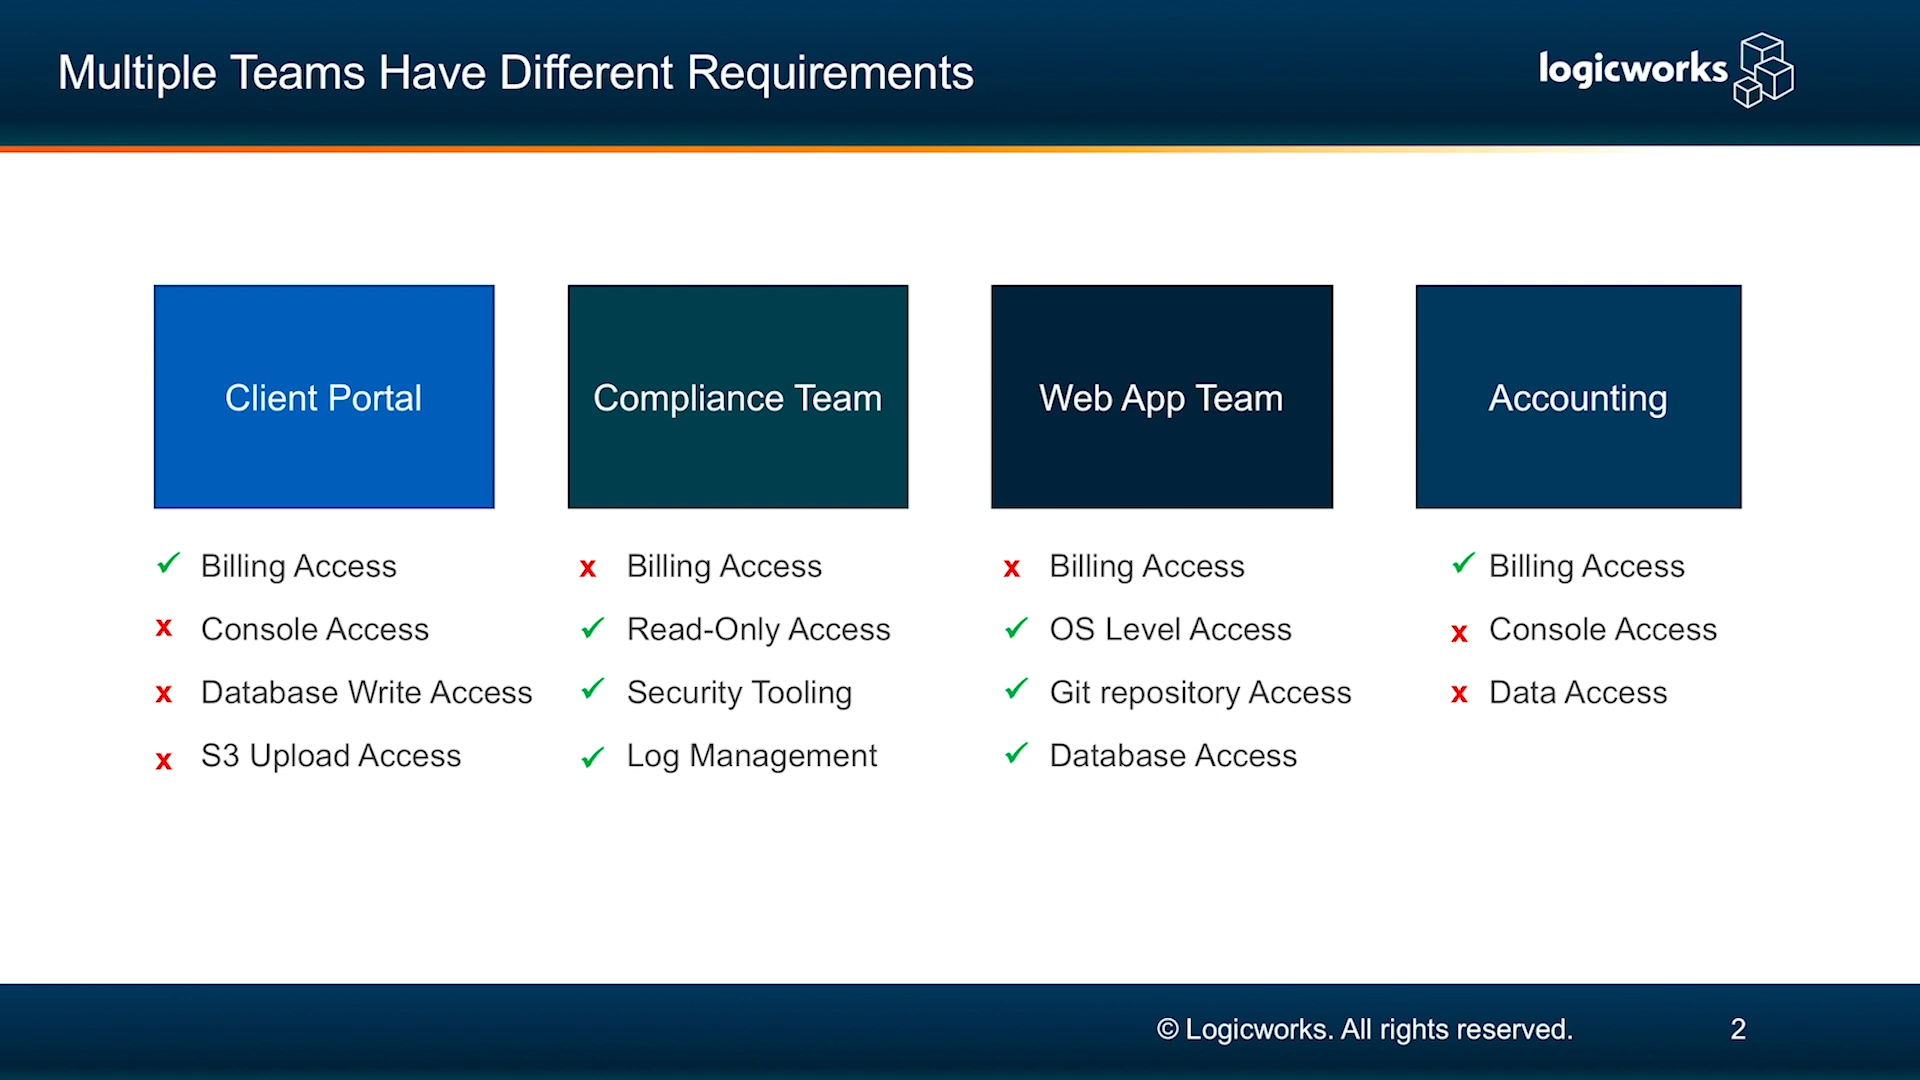 Multiple Teams Have Different Requirements
logicworks
Client Portal
✓ Billing Access
x Console Access
x Database Write Access
x S3 Upload Access
Compliance Team
x Billing Access
✓ Read-Only Access
✓ Security Tooling
✓ Log Management
Web App Team
x Billing Access
✓ OS Level Access
✓ Git repository Access
✓ Database Access
Accounting
✓ Billing Access
x Console Access
x Data Access
© Logicworks. All rights reserved.
2